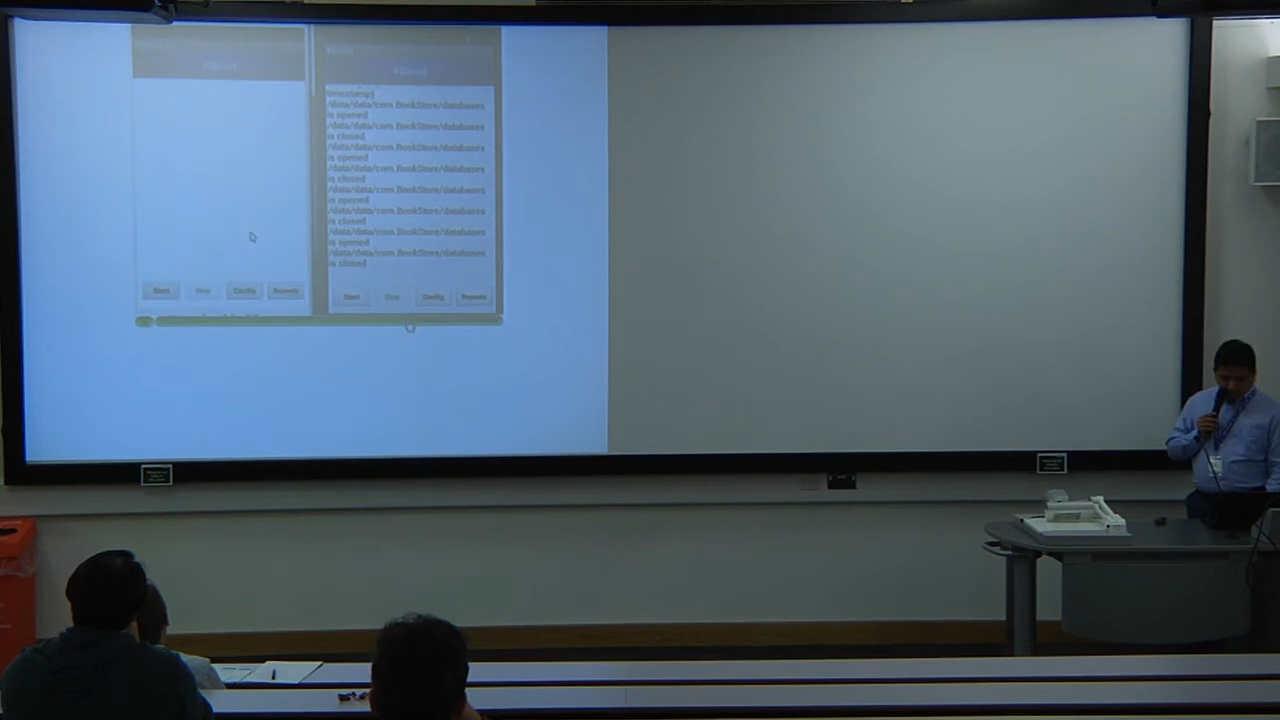 Start
Stop
Config
Reports
timestamp)
/data/data/com.BookStore/databases
is opened
/data/data/com.BookStore/databases
is closed
/data/data/com.BookStore/databases
is opened
/data/data/com.BookStore/databases
is closed
/data/data/com.BookStore/databases
is opened
/data/data/com.BookStore/databases
is closed
/data/data/com.BookStore/databases
is opened
/data/data/com.BookStore/databases
is closed
Start
Stop
Config
Reports